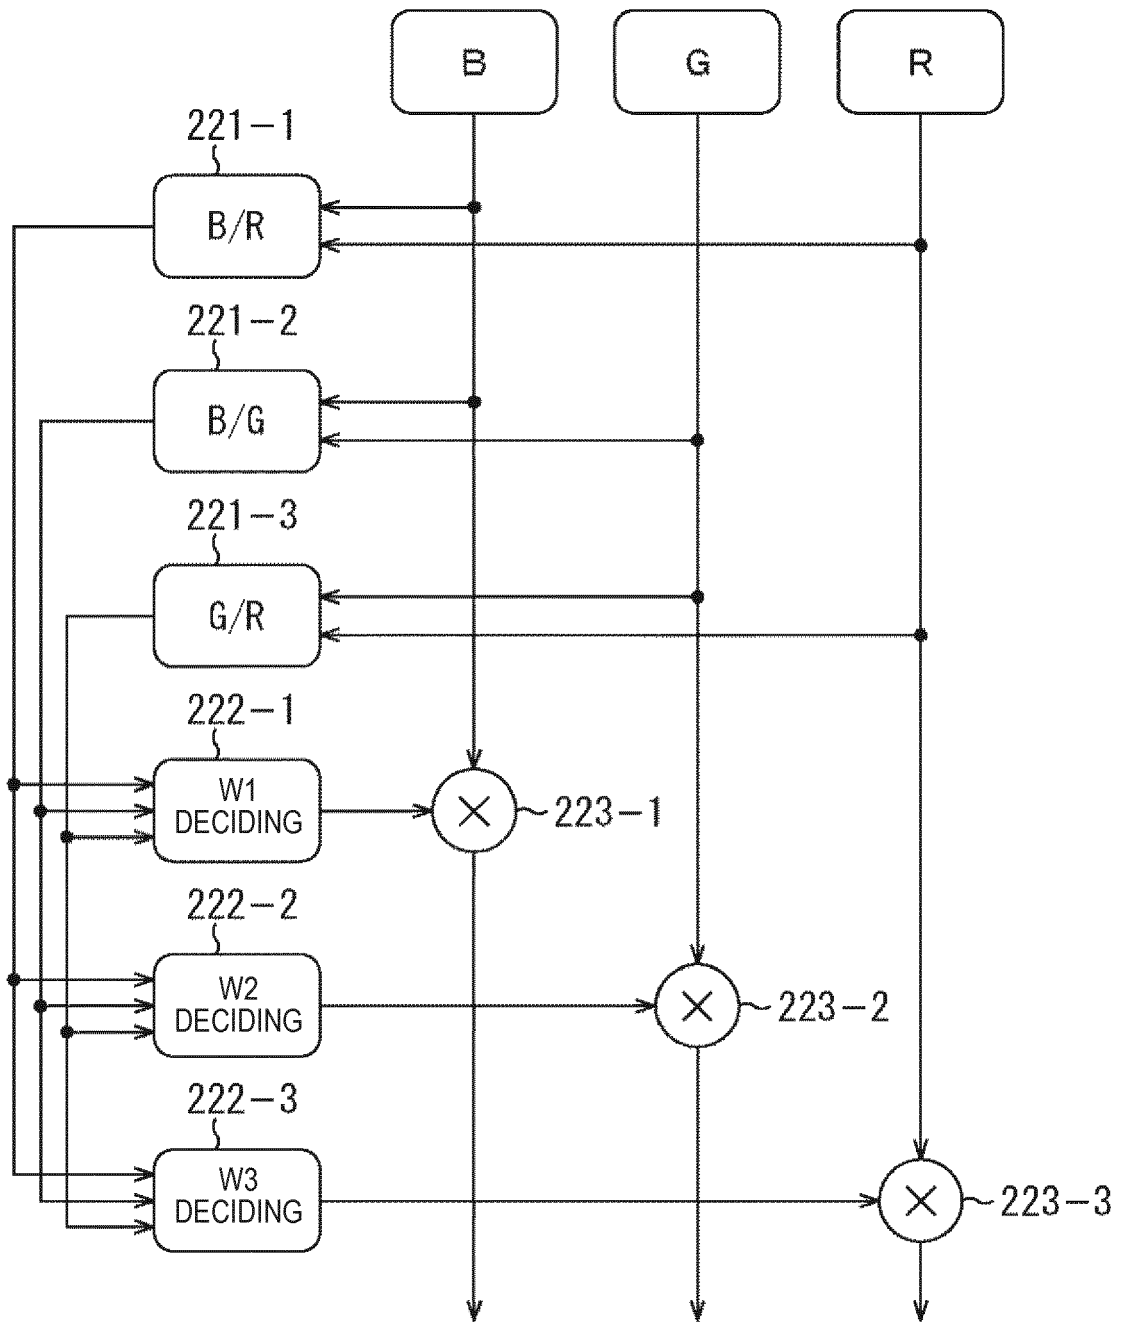 B
G
R
221-1
B/R
221-2
B/G
221-3
G/R
222-1
W1
DECIDING
223-1
222-2
W2
DECIDING
223-2
222-3
W3
DECIDING
223-3